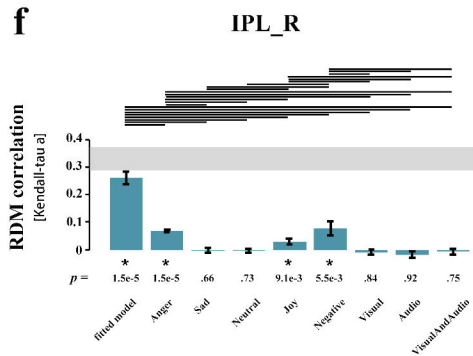 f
IPL_R
RDM correlation
[Kendall-tau a]
0.4
0.3
0.2
0.1
0
* * * *
p = 1.5e-5 1.5e-5 .66 .73 9.1e-3 5.5e-3 .84 .92 .75
fitted model
Anger
Sad
Neutral
Joy
Negative
Visual
Audio
VisualAndAudio